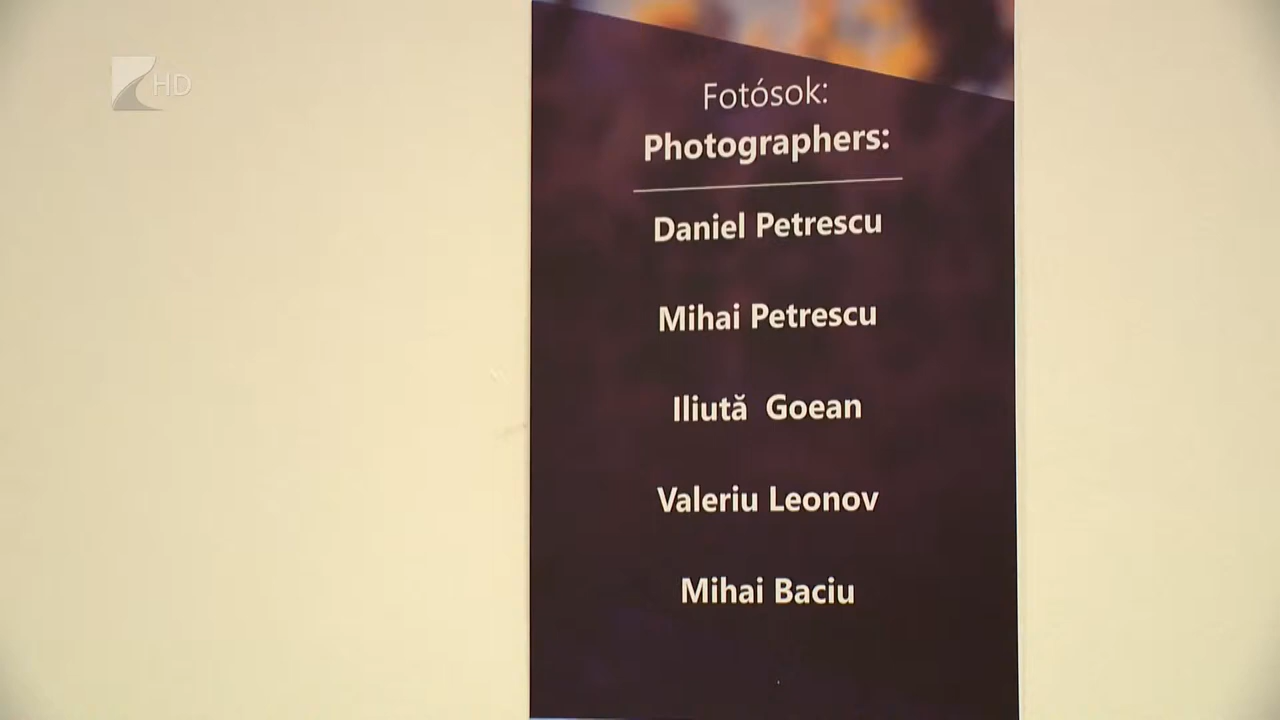 HD
Fotósok:
Photographers:
Daniel Petrescu
Mihai Petrescu
Iliută Goean
Valeriu Leonov
Mihai Baciu